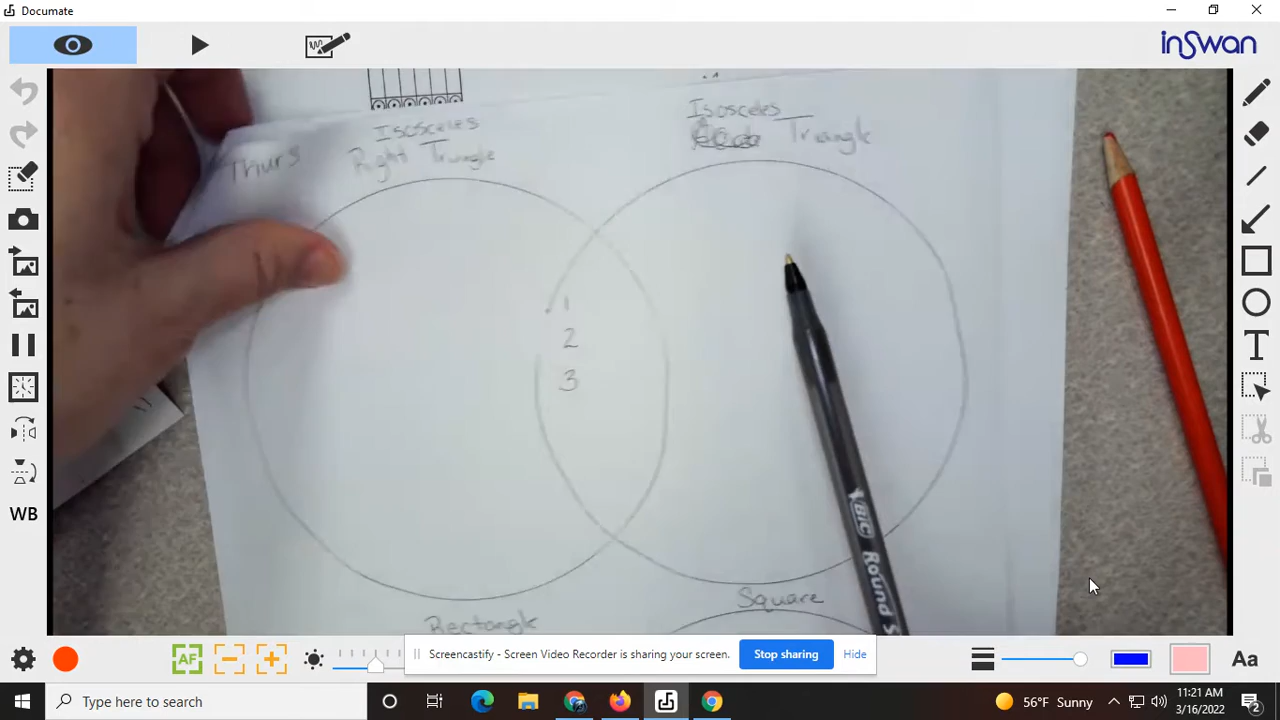 Documate
inSwan
Isosceles
Right Triangle
Thurs
Isosceles
Triangle
1
2
3
BIC Round S
Rectangle
Square
WB
AF
Screencastify - Screen Video Recorder is sharing your screen.
Stop sharing
Hide
Aa
T
Type here to search
56°F Sunny
11:21 AM
3/16/2022
2